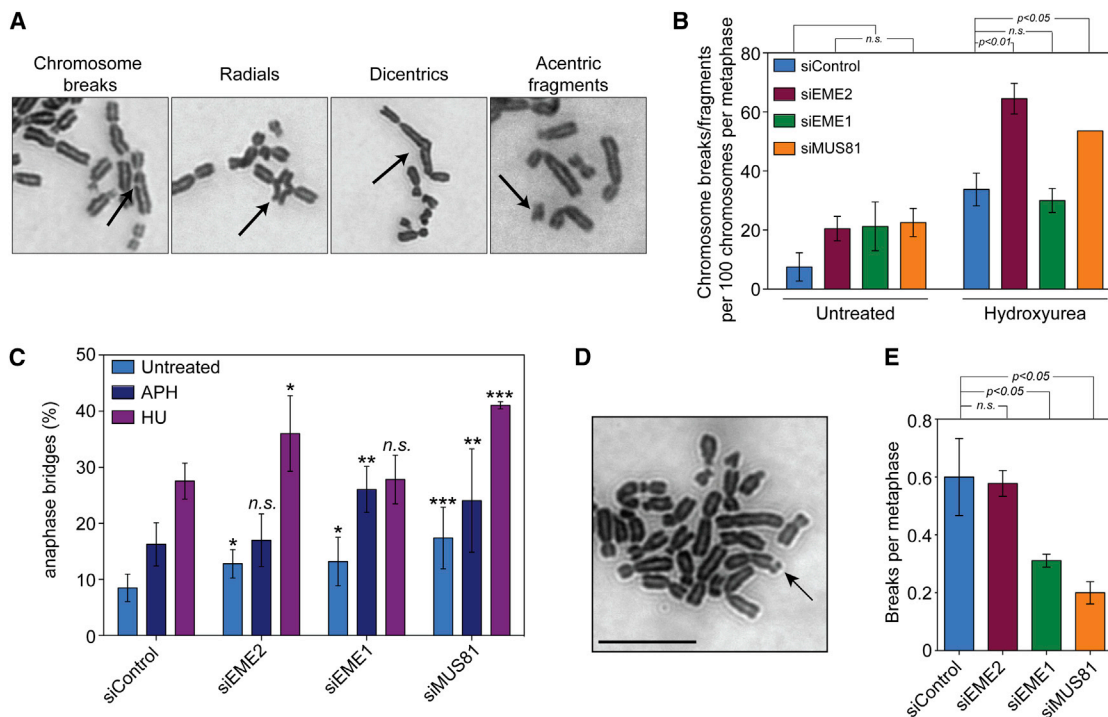 A
Chromosome
breaks
Radials
Dicentrics
Acentric
fragments
B
Chromosome breaks/fragments
per 100 chromosomes per metaphase
80
60
40
20
0
siControl
siEME2
siEME1
siMUS81
n.s.
p<0.05
n.s.
p<0.01
Untreated
Hydroxyurea
C
anaphase bridges (%)
50
40
30
20
10
0
Untreated
APH
HU
* n.s. *
* ** n.s.
*** ** ***
siControl
siEME2
siEME1
siMUS81
D
E
Breaks per metaphase
0.8
0.6
0.4
0.2
0
p<0.05
p<0.05
n.s.
siControl
siEME2
siEME1
siMUS81